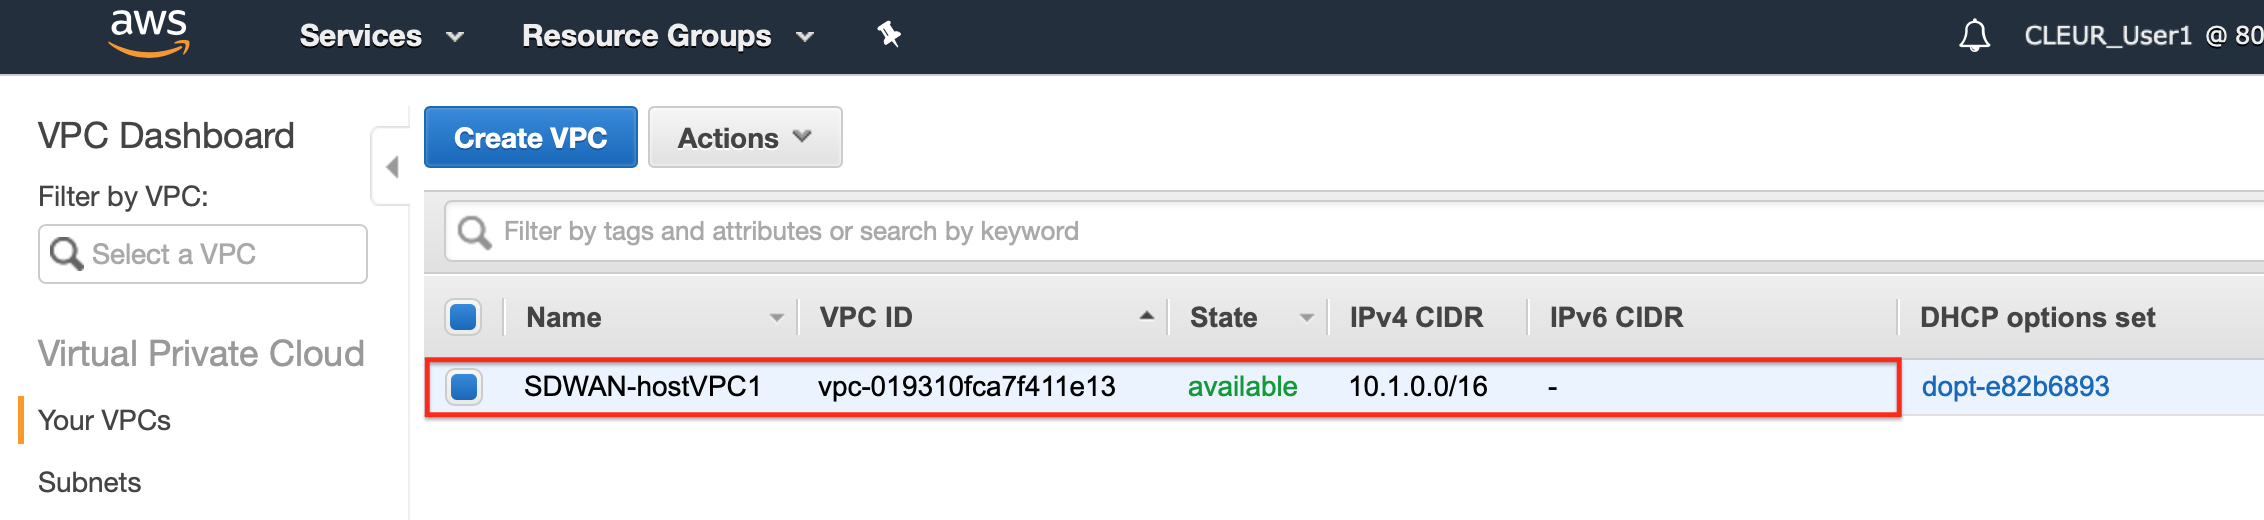 aws Services Resource Groups CLEUR_User1 @ 80
VPC Dashboard
Filter by VPC:
Select a VPC
Virtual Private Cloud
Your VPCs
Subnets
Create VPC Actions
Filter by tags and attributes or search by keyword
Name VPC ID State IPv4 CIDR IPv6 CIDR DHCP options set
SDWAN-hostVPC1 vpc-019310fca7f411e13 available 10.1.0.0/16 - dopt-e82b6893